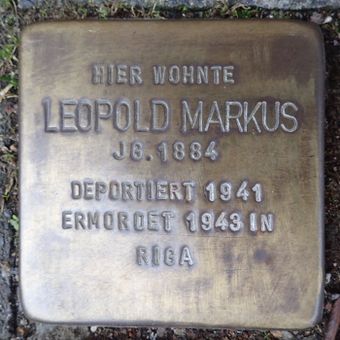 HIER WOHNTE
LEOPOLD MARKUS
JG. 1884
DEPORTIERT 1941
ERMORDET 1943 IN
RIGA